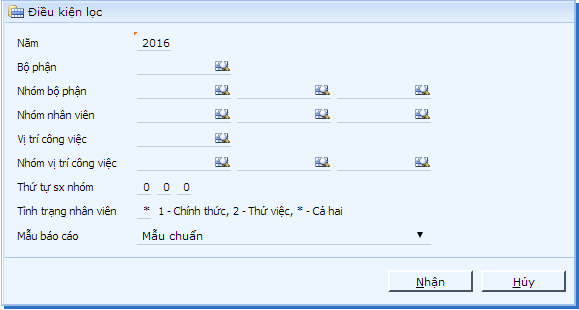 Điều kiện lọc
Năm 2016
Bộ phận
Nhóm bộ phận
Nhóm nhân viên
Vị trí công việc
Nhóm vị trí công việc
Thứ tự sx nhóm 0 0 0
Tình trạng nhân viên * 1 - Chính thức, 2 - Thử việc, * - Cả hai
Mẫu báo cáo Mẫu chuẩn
Nhận Hủy